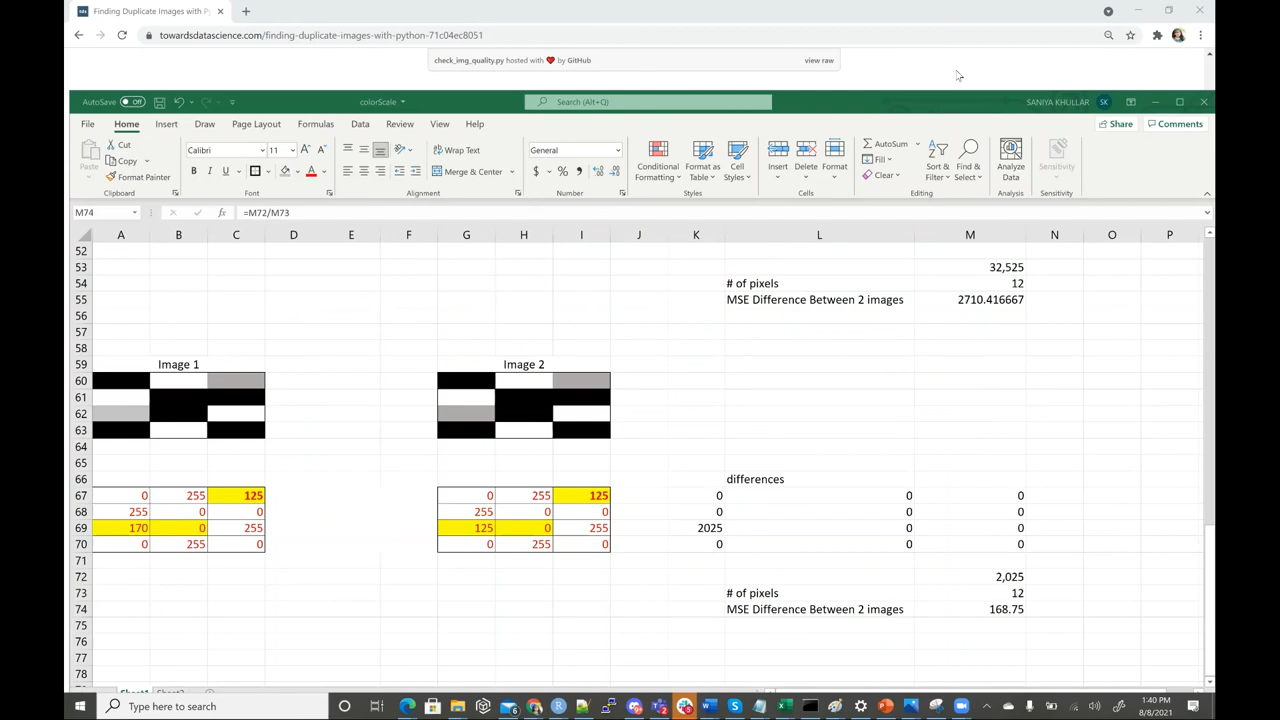 Finding Duplicate Images with Py
towardsdatascience.com/finding-duplicate-images-with-python-71c04ec8051
check_img_quality.py hosted with ❤ by GitHub view raw
AutoSave Off colorScale Search (Alt+Q) SANIYA KHULLAR SK
File Home Insert Draw Page Layout Formulas Data Review View Help Share Comments
Paste Cut Copy Format Painter Clipboard
Calibri 11 B I U A Font
Wrap Text Merge & Center Alignment
General $ % Number
Conditional Formatting Format as Table Cell Styles Styles
Insert Delete Format Cells
AutoSum Fill Clear Sort & Filter Find & Select Editing
Analyze Data Analysis
Sensitivity Sensitivity
M74 fx =M72/M73
A B C D E F G H I J K L M N O P
52
53 32,525
54 # of pixels 12
55 MSE Difference Between 2 images 2710.416667
56
57
58
59 Image 1 Image 2
60
61
62
63
64
65
66 differences
67 0 255 125 0 255 125 0 0 0
68 255 0 0 255 0 0 0 0 0
69 170 0 255 125 0 255 2025 0 0
70 0 255 0 0 255 0 0 0 0
71
72 2,025
73 # of pixels 12
74 MSE Difference Between 2 images 168.75
75
76
77
78
Sheet1 Sheet2
Type here to search
1:40 PM
8/8/2021